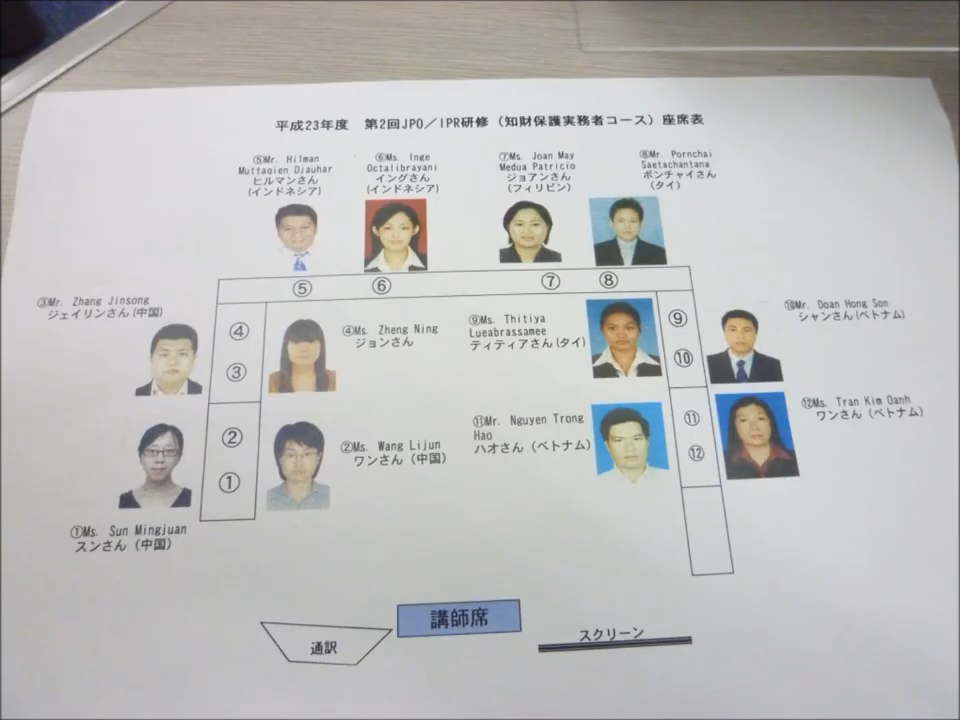 平成23年度 第2回JPO／IPR研修（知財保護実務者コース）座席表
⑤Mr. Hilman
Muttaqien Djauhar
ヒルマンさん
(インドネシア)
⑥Ms. Inge
Octalibrayani
イングさん
(インドネシア)
⑦Ms. Joan May
Medua Patricio
ジョアンさん
(フィリピン)
⑧Mr. Pornchai
Saetachantana
ポンチャイさん
(タイ)
⑤
⑥
⑦
⑧
③Mr. Zhang Jinsong
ジェイリンさん(中国)
④
③
④Ms. Zheng Ning
ジョンさん
⑨Ms. Thitiya
Lueabrassamee
ティティアさん(タイ)
⑨
⑩
⑩Mr. Doan Hong Son
シャンさん(ベトナム)
②
①
②Ms. Wang Lijun
ワンさん (中国)
⑪Mr. Nguyen Trong
Hao
ハオさん (ベトナム)
⑪
⑫
⑫Ms. Tran Kim Oanh
ワンさん (ベトナム)
①Ms. Sun Mingjuan
スンさん (中国)
通訳
講師席
スクリーン